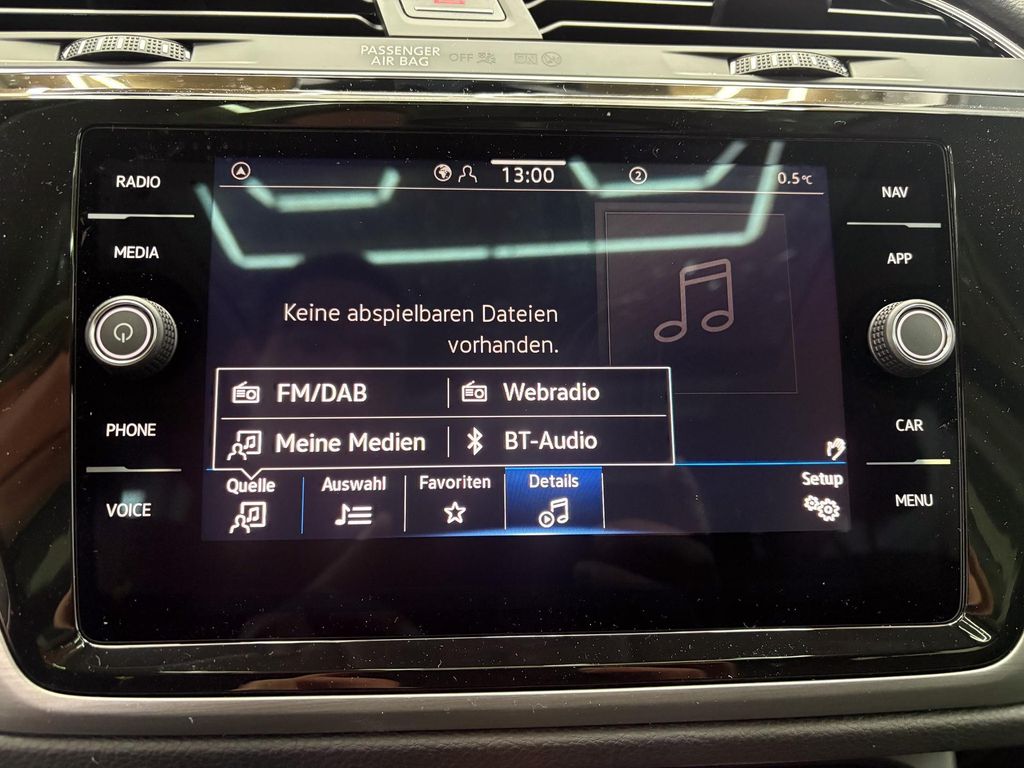 PASSENGER
AIR BAG
OFF
ON
RADIO
MEDIA
PHONE
VOICE
13:00
2
0.5°C
Keine abspielbaren Dateien
vorhanden.
FM/DAB
Webradio
Meine Medien
BT-Audio
Quelle
Auswahl
Favoriten
Details
Setup
NAV
APP
CAR
MENU